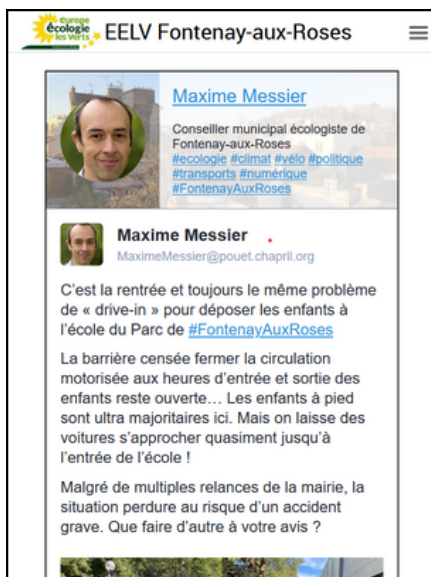 europe
écologie
les verts
EELV Fontenay-aux-Roses
Maxime Messier
Conseiller municipal écologiste de
Fontenay-aux-Roses
#ecologie #climat #vélo #politique
#transports #numérique
#FontenayAuxRoses
Maxime Messier
MaximeMessier@pouet.chapril.org
C’est la rentrée et toujours le même problème
de « drive-in » pour déposer les enfants à
l’école du Parc de #FontenayAuxRoses
La barrière censée fermer la circulation
motorisée aux heures d’entrée et sortie des
enfants reste ouverte… Les enfants à pied
sont ultra majoritaires ici. Mais on laisse des
voitures s’approcher quasiment jusqu’à
l’entrée de l’école !
Malgré de multiples relances de la mairie, la
situation perdure au risque d’un accident
grave. Que faire d’autre à votre avis ?